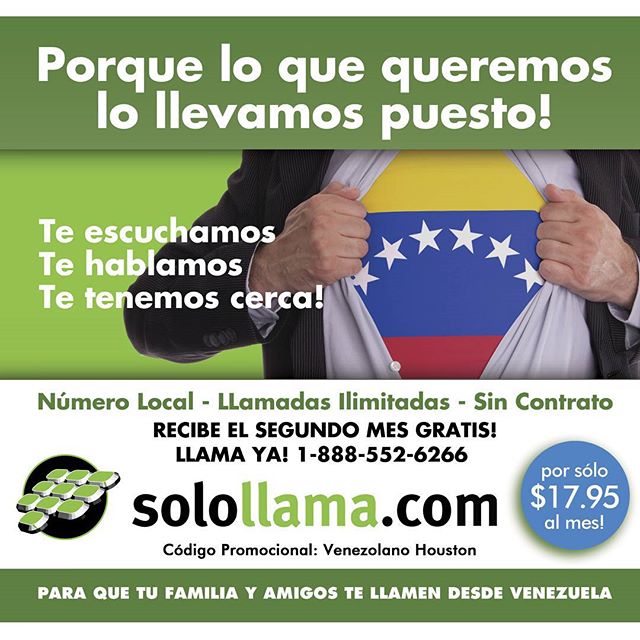 Porque lo que queremos
lo llevamos puesto!
Te escuchamos
Te hablamos
Te tenemos cerca!
Número Local - LLamadas Ilimitadas - Sin Contrato
RECIBE EL SEGUNDO MES GRATIS!
LLAMA YA! 1-888-552-6266
solollama.com
por sólo
$17.95
al mes!
Código Promocional: Venezolano Houston
PARA QUE TU FAMILIA Y AMIGOS TE LLAMEN DESDE VENEZUELA